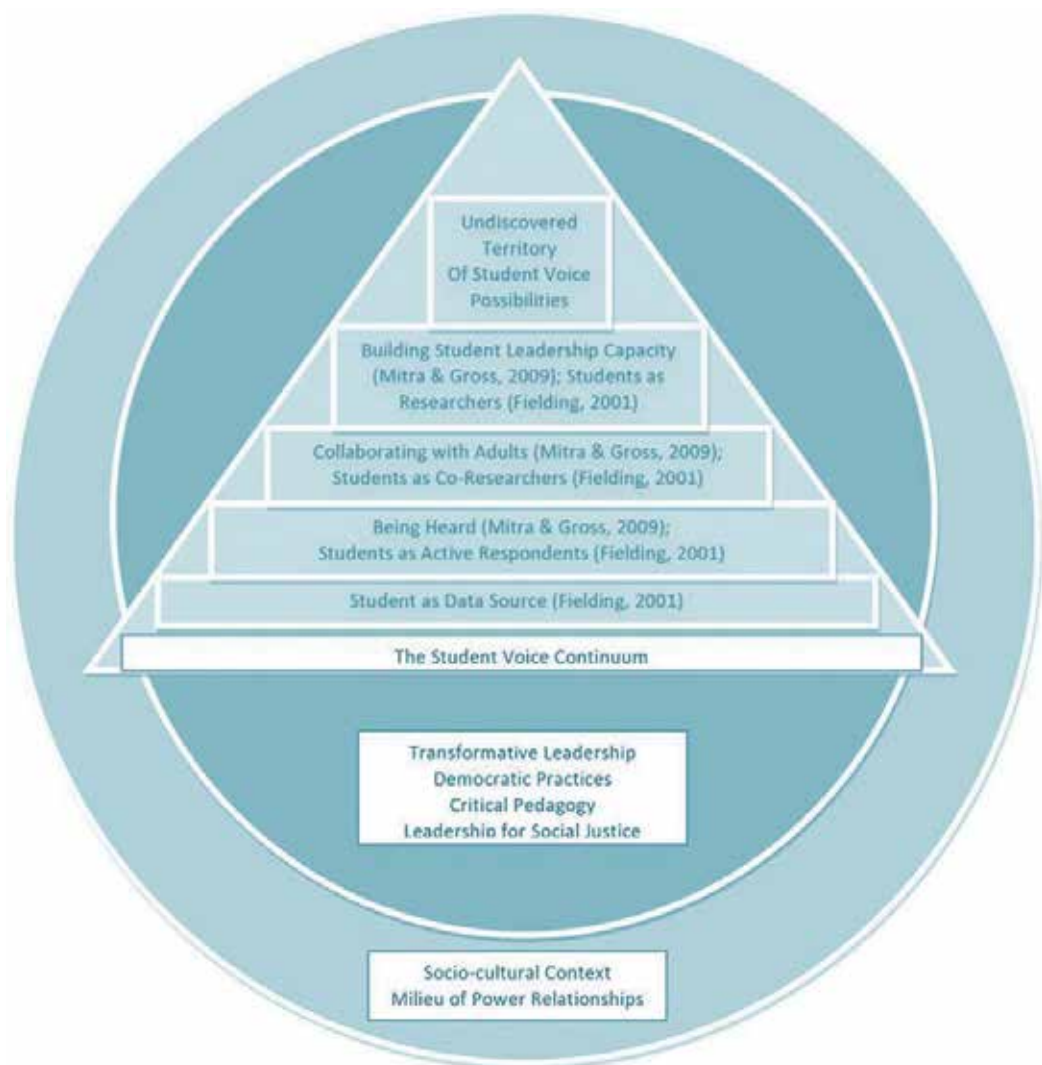 Undiscovered
Territory
Of Student Voice
Possibilities
Building Student Leadership Capacity
(Mitra & Gross, 2009); Students as
Researchers (Fielding, 2001)
Collaborating with Adults (Mitra & Gross, 2009);
Students as Co-Researchers (Fielding, 2001)
Being Heard (Mitra & Gross, 2009);
Students as Active Respondents (Fielding, 2001)
Student as Data Source (Fielding, 2001)
The Student Voice Continuum
Transformative Leadership
Democratic Practices
Critical Pedagogy
Leadership for Social Justice
Socio-cultural Context
Milieu of Power Relationships